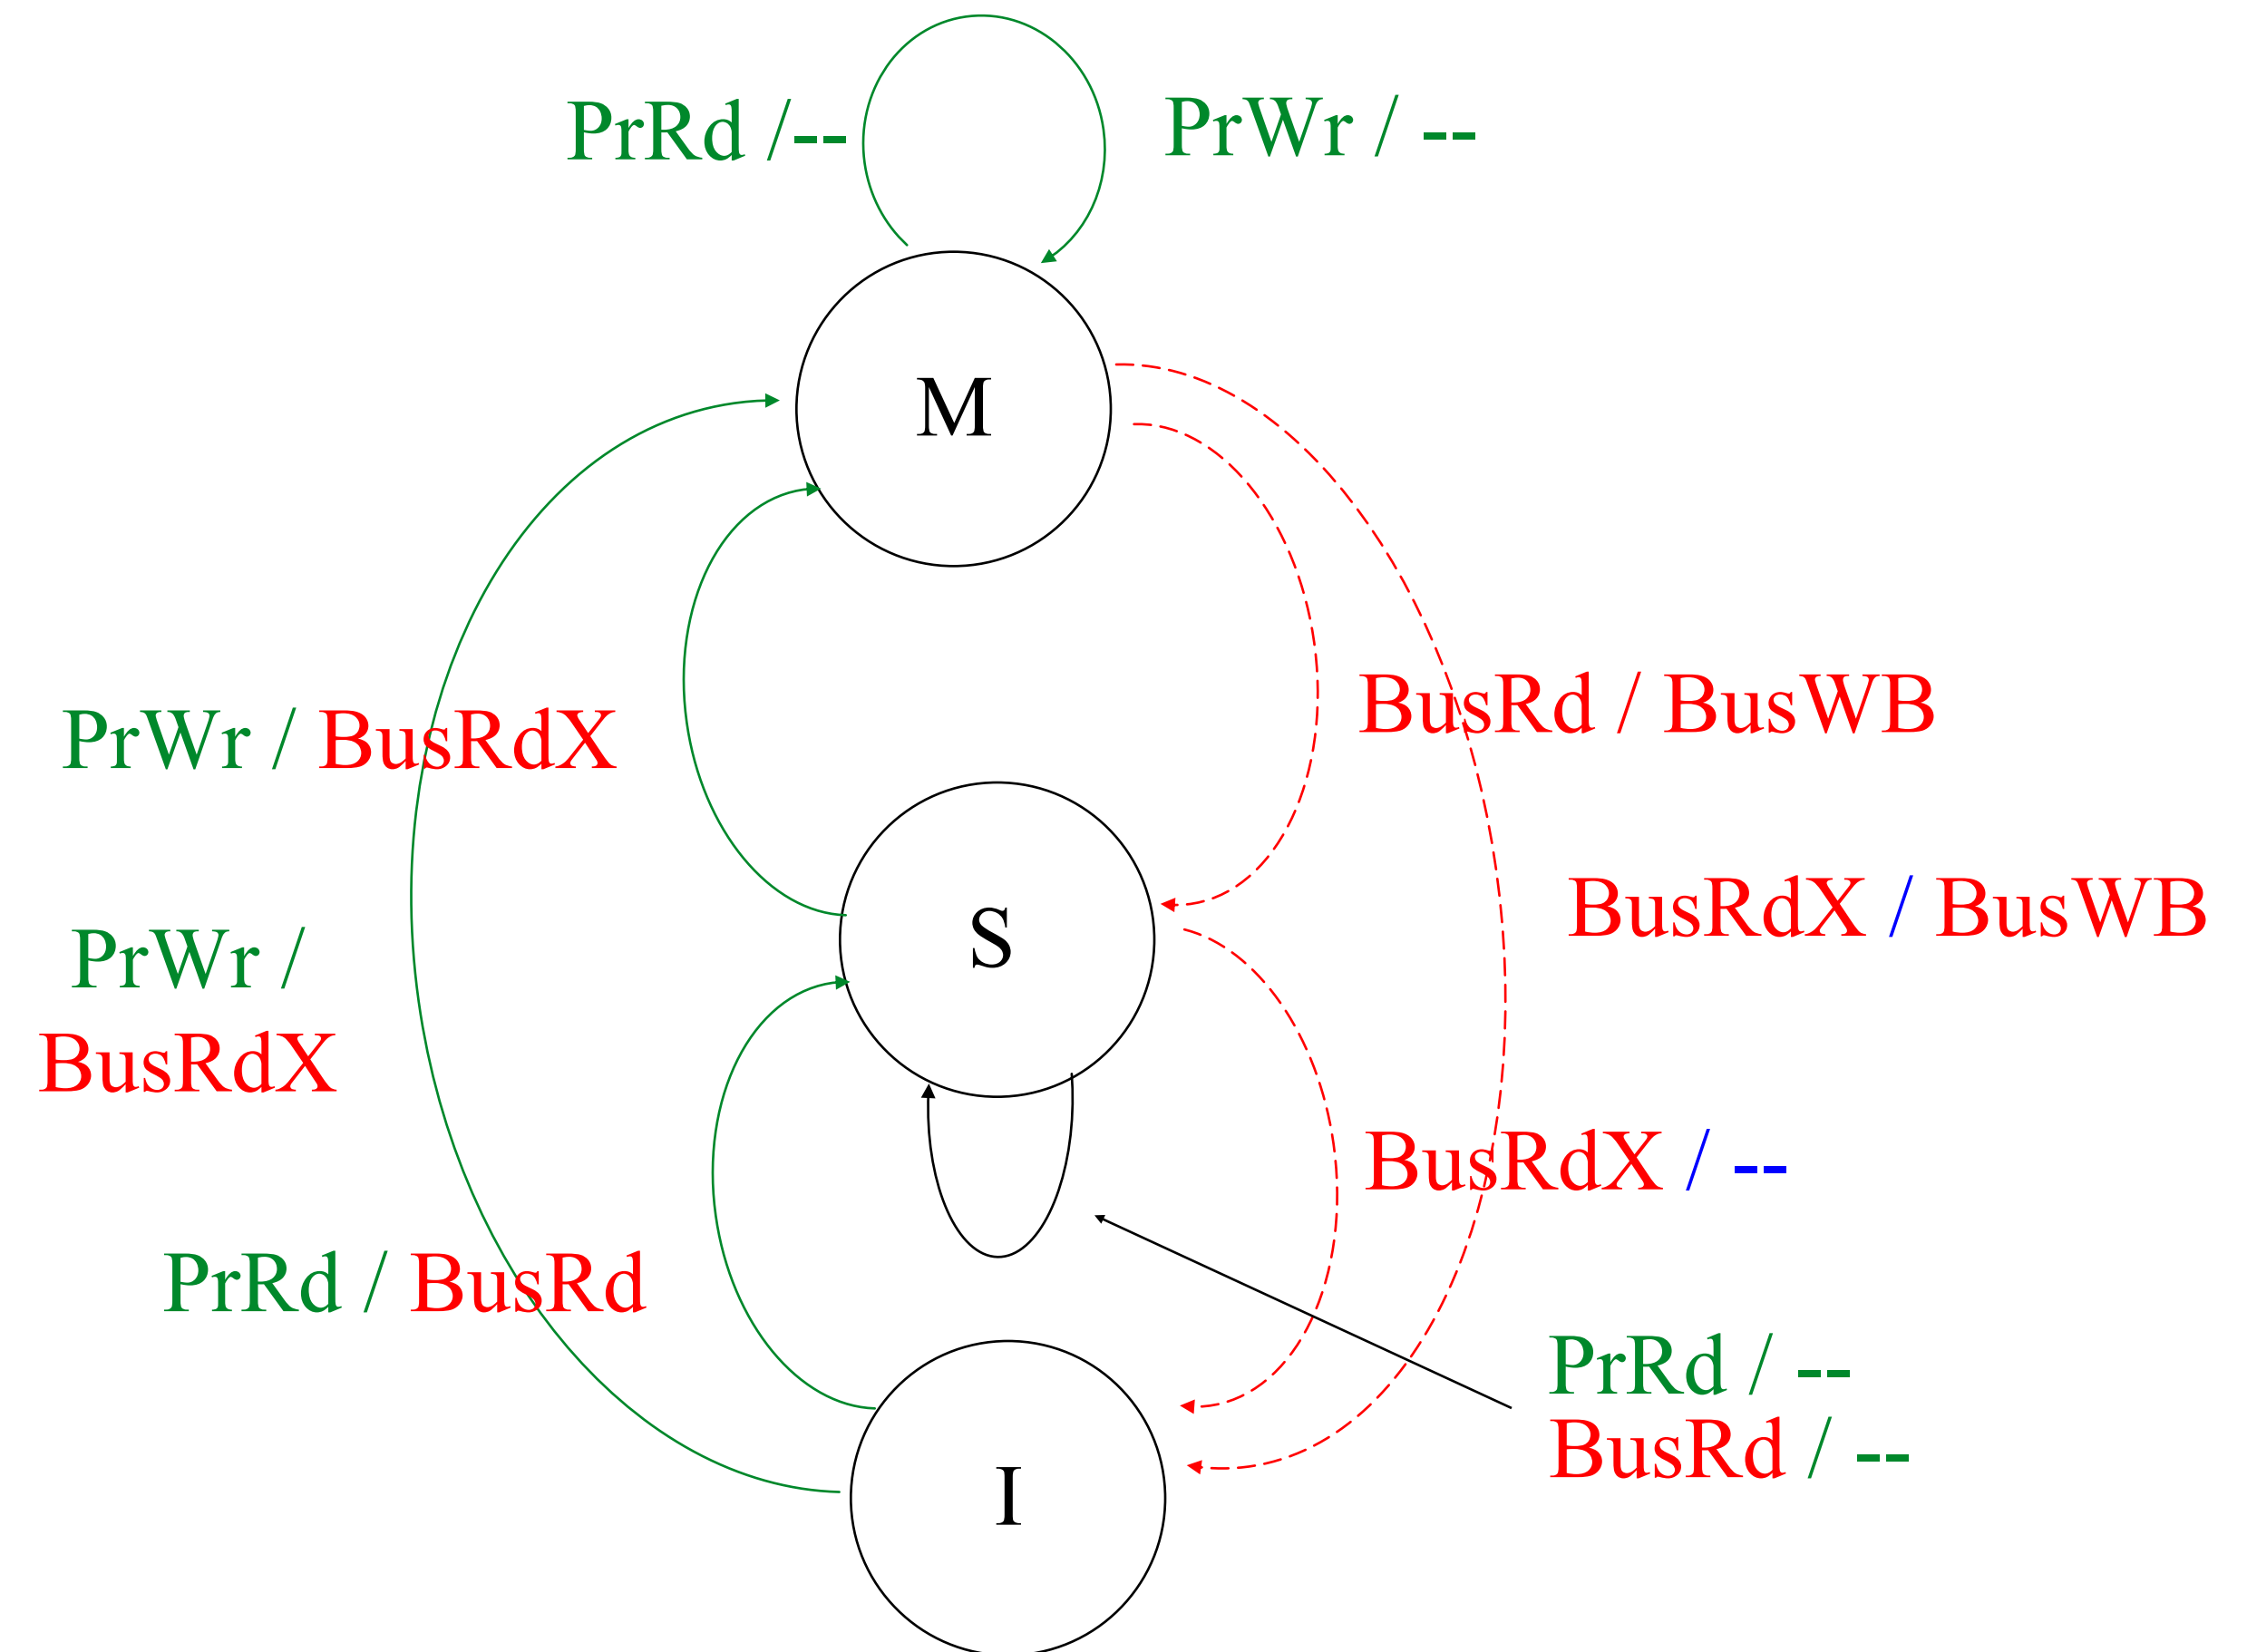 PrRd /--
PrWr / --
M
BusRd / BusWB
PrWr / BusRdX
BusRdX / BusWB
S
PrWr /
BusRdX
BusRdX / --
PrRd / BusRd
PrRd / --
BusRd / --
I